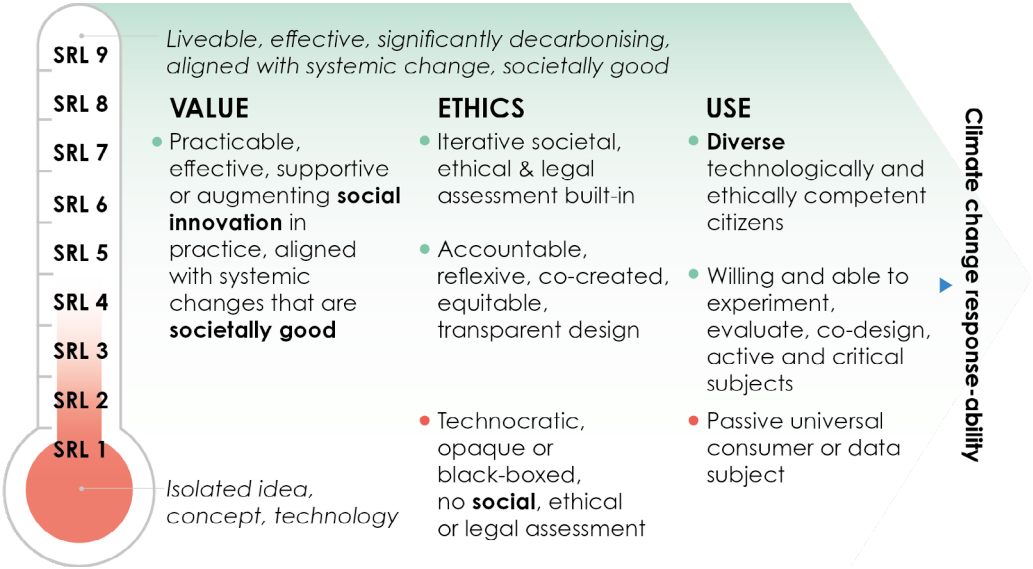 SRL 9
SRL 8
SRL 7
SRL 6
SRL 5
SRL 4
SRL 3
SRL 2
SRL 1
Liveable, effective, significantly decarbonising,
aligned with systemic change, societally good
VALUE
Practicable,
effective, supportive
or augmenting social
innovation in
practice, aligned
with systemic
changes that are
societally good
ETHICS
Iterative societal,
ethical & legal
assessment built-in
Accountable,
reflexive, co-created,
equitable,
transparent design
Technocratic,
opaque or
black-boxed,
no social, ethical
or legal assessment
USE
Diverse
technologically and
ethically competent
citizens
Willing and able to
experiment,
evaluate, co-design,
active and critical
subjects
Passive universal
consumer or data
subject
Isolated idea,
concept, technology
Climate change response-ability